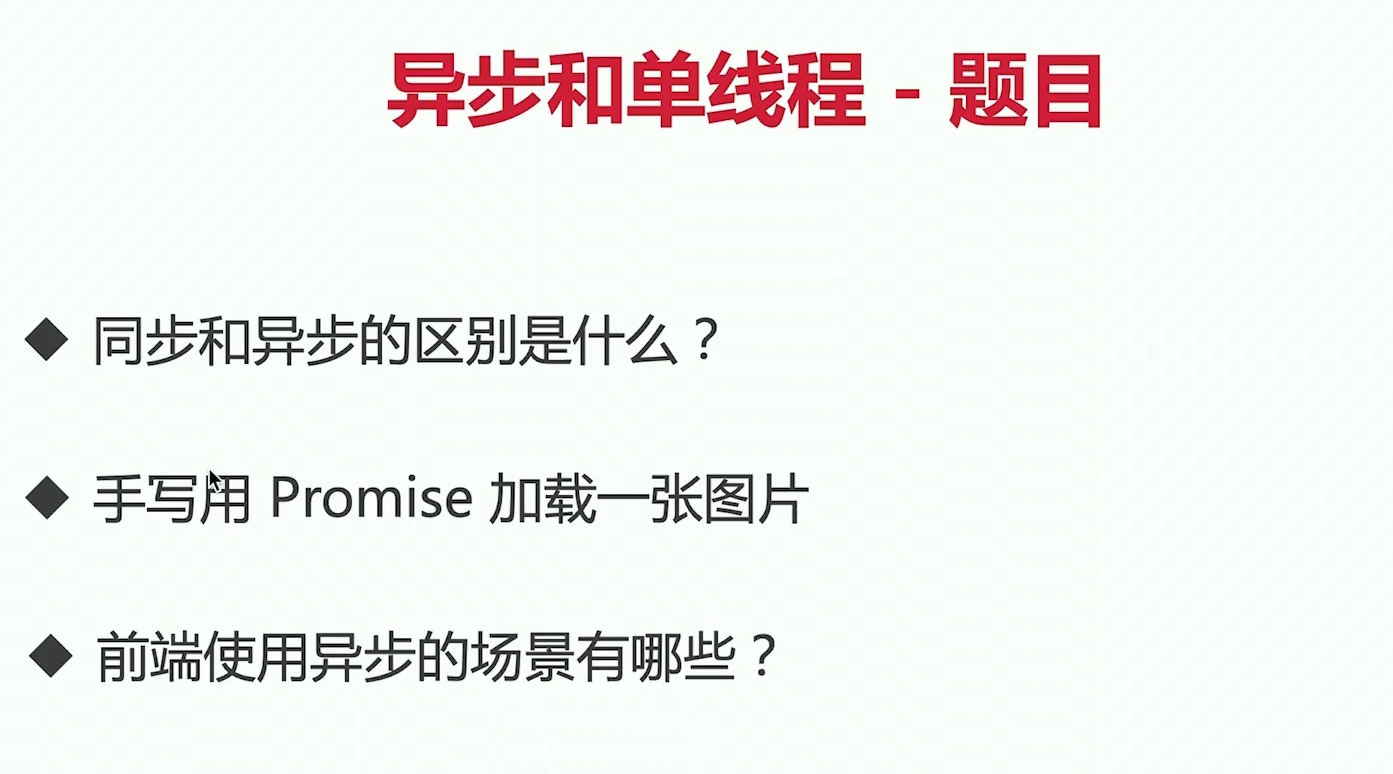 异步和单线程 - 题目
◆ 同步和异步的区别是什么？
◆ 手写用 Promise 加载一张图片
◆ 前端使用异步的场景有哪些？